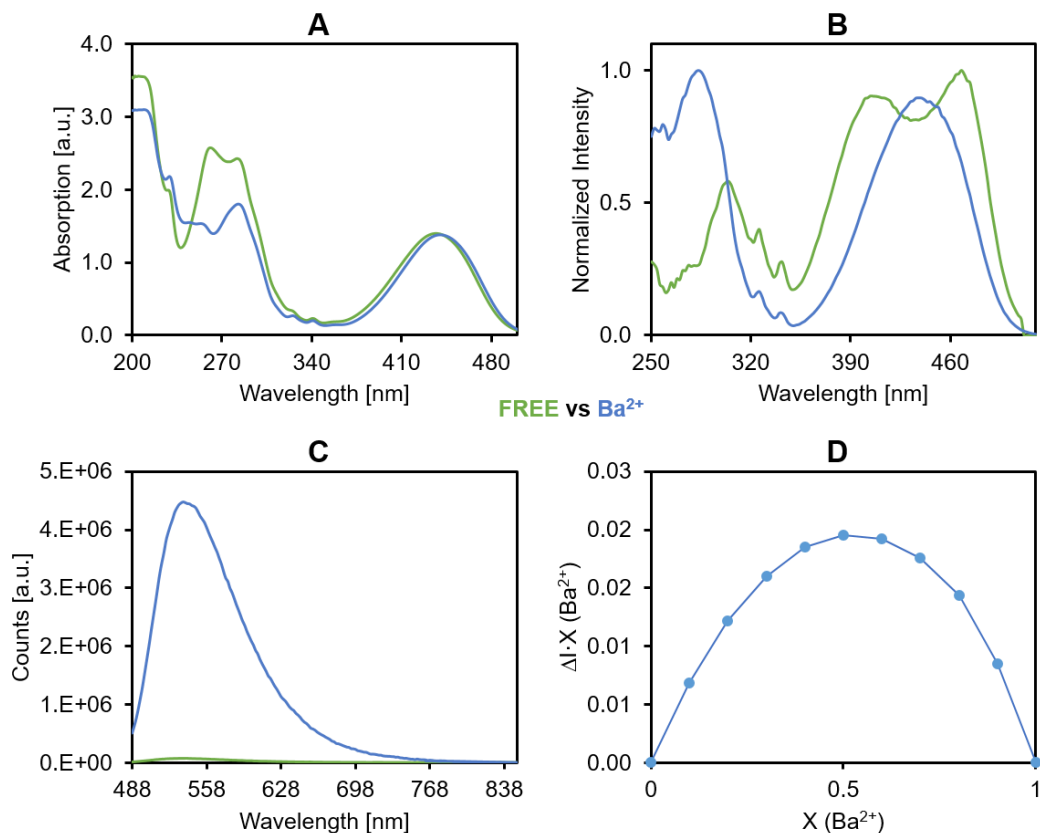 A
Absorption [a.u.]
4.0
3.0
2.0
1.0
0.0
200 270 340 410 480
Wavelength [nm]
B
Normalized Intensity
1.0
0.5
0.0
250 320 390 460
Wavelength [nm]
FREE vs Ba²⁺
C
Counts [a.u.]
5.E+06
4.E+06
3.E+06
2.E+06
1.E+06
0.E+00
488 558 628 698 768 838
Wavelength [nm]
D
ΔI·X (Ba²⁺)
0.03
0.02
0.02
0.01
0.01
0.00
0 0.5 1
X (Ba²⁺)